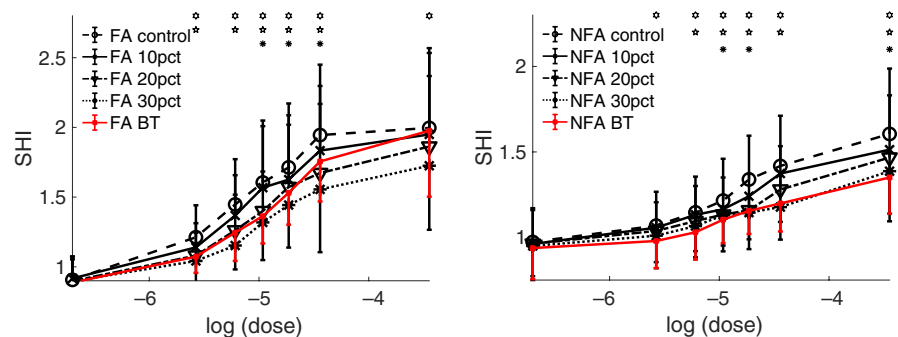 SHI
2.5
2
1.5
1
FA control
FA 10pct
FA 20pct
FA 30pct
FA BT
−6
−5
−4
log (dose)
SHI
2
1.5
1
NFA control
NFA 10pct
NFA 20pct
NFA 30pct
NFA BT
−6
−5
−4
log (dose)